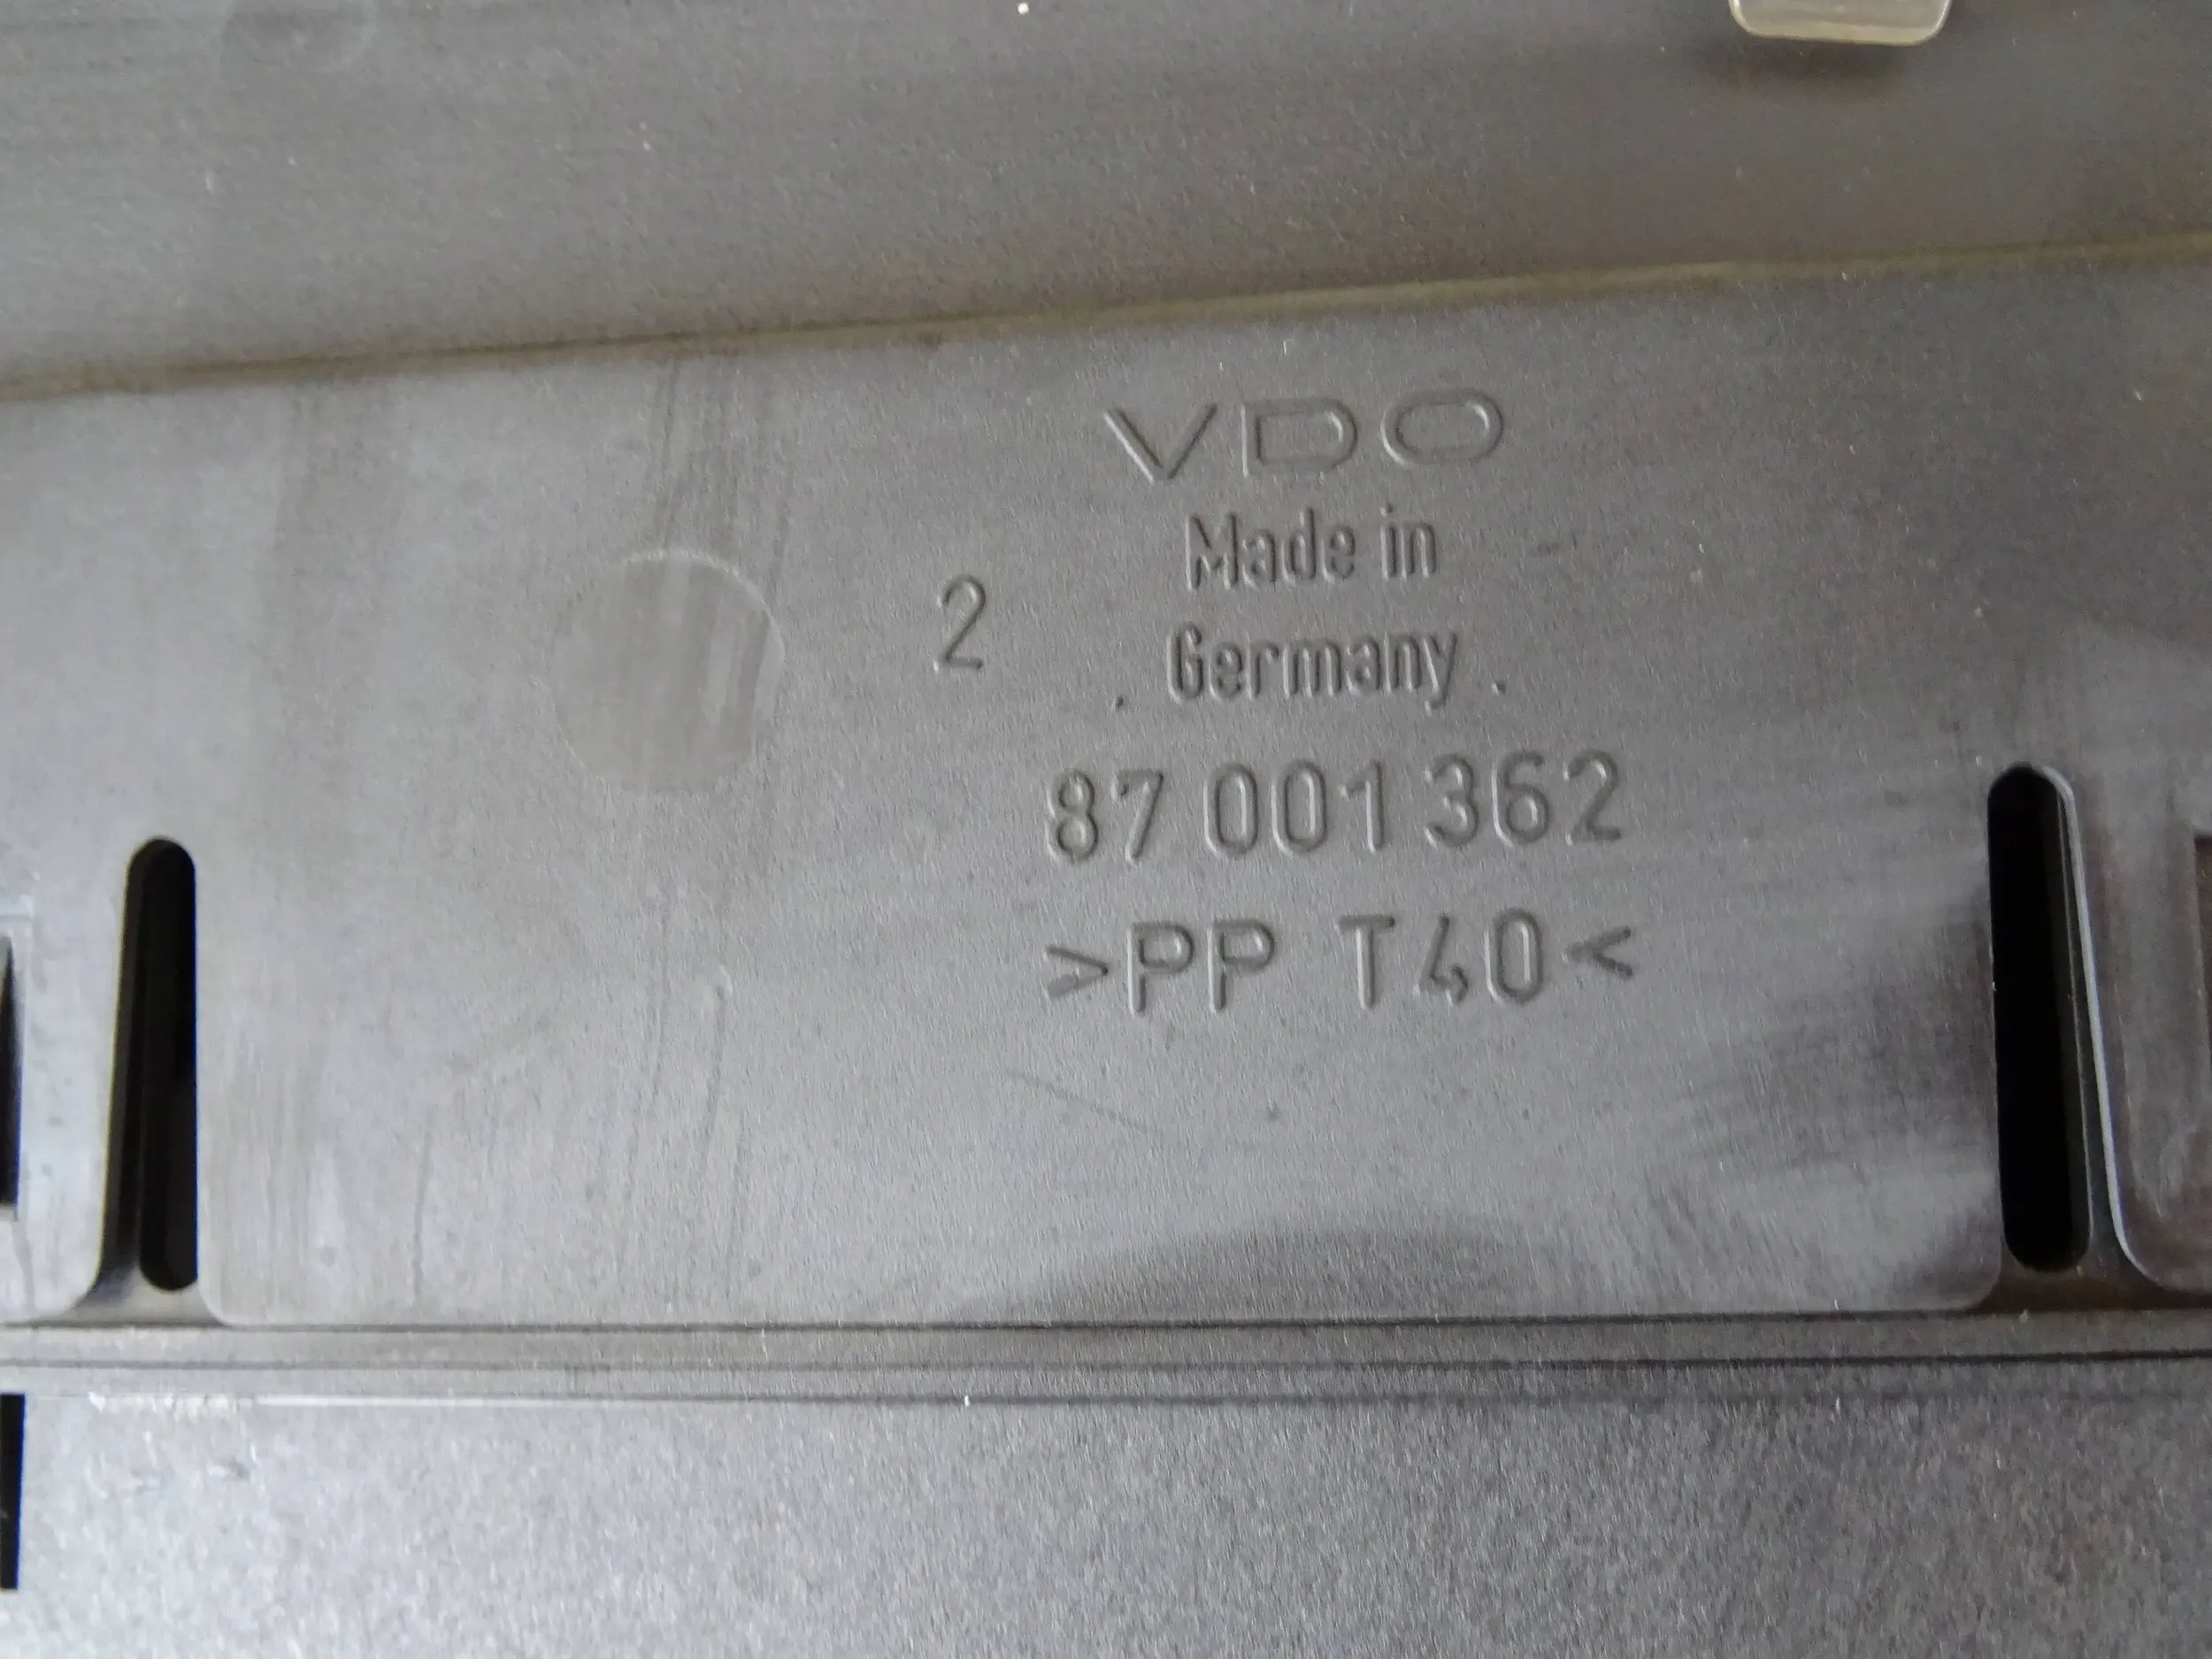 VDO
Made in
2
. Germany .
87 001 362
>PP T40<